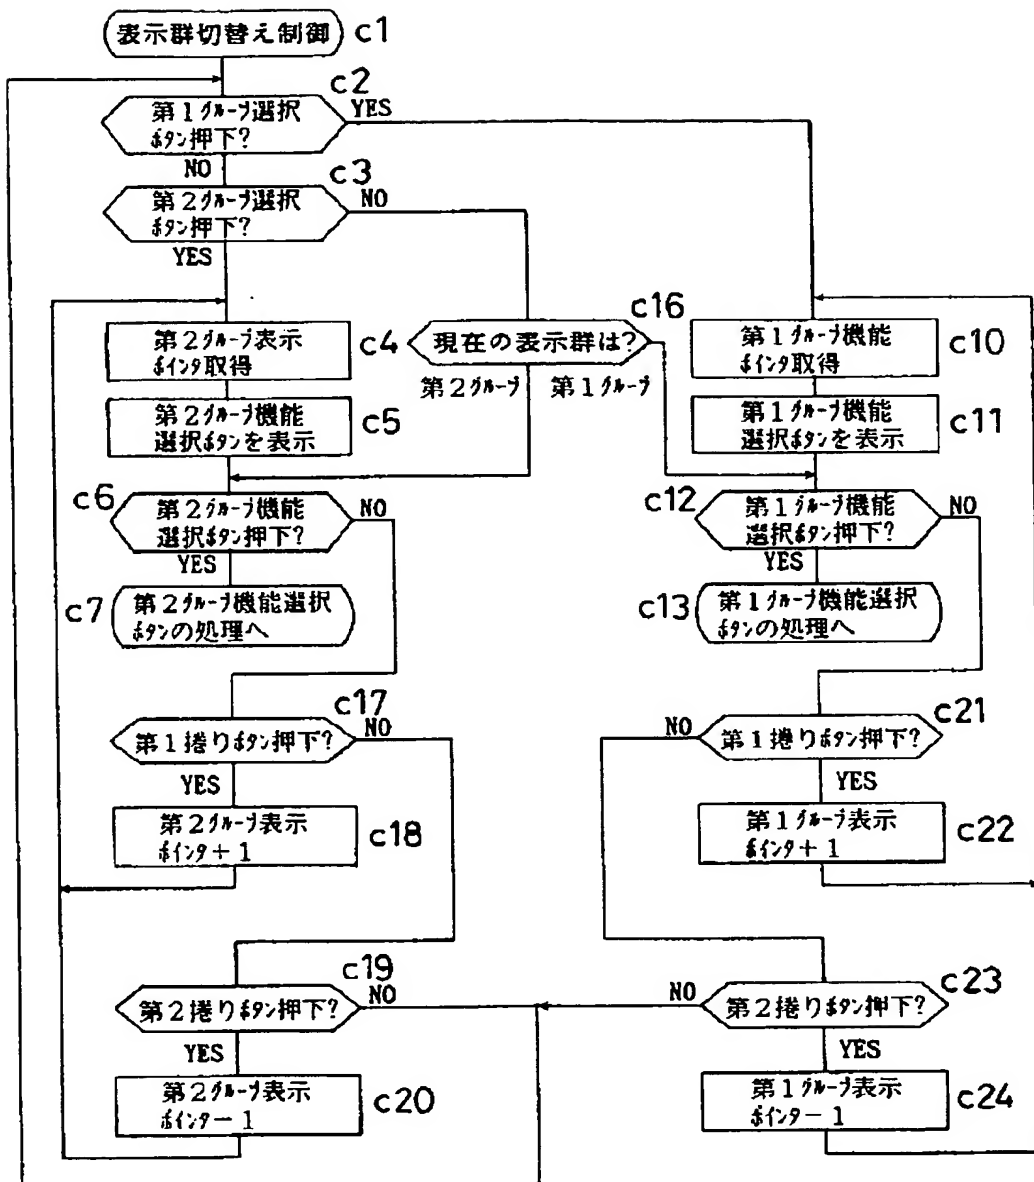 表示群切替え制御 c1
c2
第1グループ選択
ボタン押下?
YES
NO
c3
第2グループ選択
ボタン押下?
NO
YES
c16
第2グループ表示
ポインタ取得
c4
現在の表示群は?
第1グループ機能
ポインタ取得
c10
第2グループ 第1グループ
第2グループ機能
選択ボタンを表示
c5
第1グループ機能
選択ボタンを表示
c11
c6
第2グループ機能
選択ボタン押下?
NO
c12
第1グループ機能
選択ボタン押下?
NO
YES
YES
c7
第2グループ機能選択
ボタンの処理へ
c13
第1グループ機能選択
ボタンの処理へ
c17
第1捲りボタン押下?
NO
c21
NO
第1捲りボタン押下?
YES
YES
第2グループ表示
ポインタ+1
c18
第1グループ表示
ポインタ+1
c22
c19
第2捲りボタン押下?
NO
NO
第2捲りボタン押下?
c23
YES
YES
第2グループ表示
ポインタ-1
c20
第1グループ表示
ポインタ-1
c24